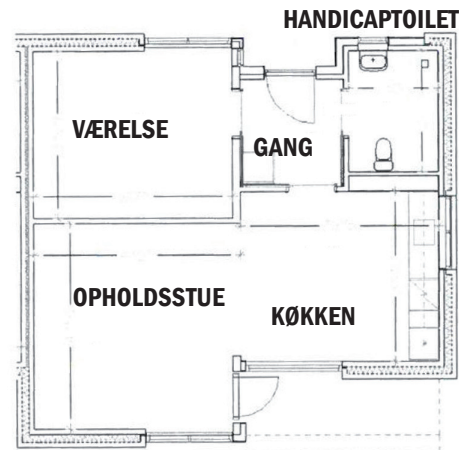 HANDICAPTOILET
VÆRELSE
GANG
OPHOLDSSTUE
KØKKEN